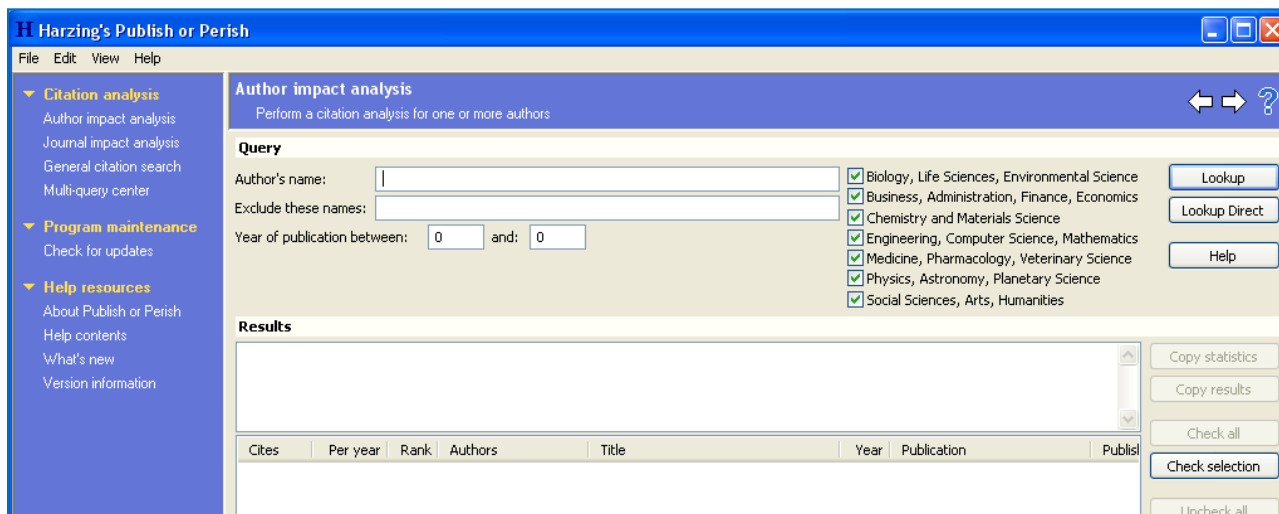 H Harzing's Publish or Perish
File Edit View Help
Citation analysis
Author impact analysis
Journal impact analysis
General citation search
Multi-query center
Program maintenance
Check for updates
Help resources
About Publish or Perish
Help contents
What's new
Version information
Author impact analysis
Perform a citation analysis for one or more authors
?
Query
Author's name:
Exclude these names:
Year of publication between: 0 and: 0
Biology, Life Sciences, Environmental Science
Business, Administration, Finance, Economics
Chemistry and Materials Science
Engineering, Computer Science, Mathematics
Medicine, Pharmacology, Veterinary Science
Physics, Astronomy, Planetary Science
Social Sciences, Arts, Humanities
Lookup
Lookup Direct
Help
Results
Copy statistics
Copy results
Check all
Check selection
Uncheck all
Cites Per year Rank Authors Title Year Publication Publis